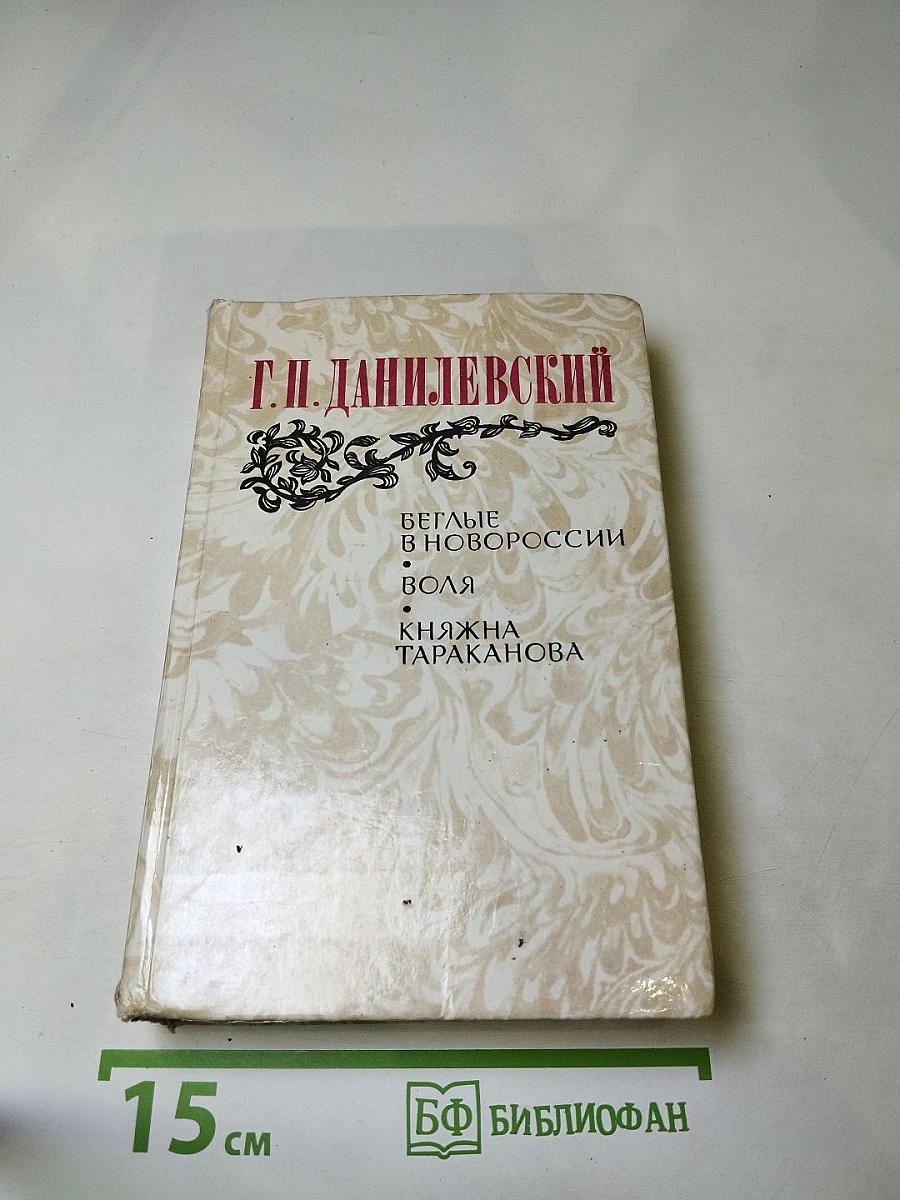 Г. П. ДАНИЛЕВСКИЙ
БЕГЛЫЕ
В НОВОРОССИИ
•
ВОЛЯ
•
КНЯЖНА
ТАРАКАНОВА
15 см
БФ БИБЛИОФАН